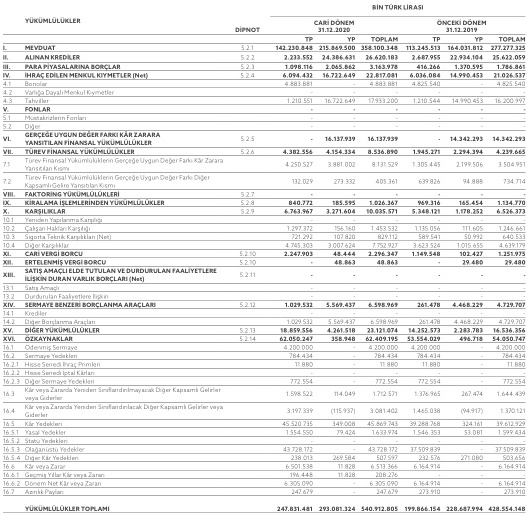 BİN TÜRK LİRASI
YÜKÜMLÜLÜKLER DİPNOT CARİ DÖNEM 31.12.2020 ÖNCEKİ DÖNEM 31.12.2019
TP YP TOPLAM TP YP TOPLAM
I. MEVDUAT 5.2.1 142.230.848 215.869.500 358.100.348 113.245.513 164.031.812 277.277.325
II. ALINAN KREDİLER 5.2.2 2.233.552 24.386.631 26.620.183 2.687.955 22.934.104 25.622.059
III. PARA PİYASALARINA BORÇLAR 5.2.3 1.098.116 2.065.862 3.163.978 416.266 1.370.595 1.786.861
IV. İHRAÇ EDİLEN MENKUL KIYMETLER (Net) 5.2.4 6.094.432 16.722.649 22.817.081 6.036.084 14.990.453 21.026.537
4.1 Bonolar 4.883.881 - 4.883.881 4.825.540 - 4.825.540
4.2 Varlığa Dayalı Menkul Kıymetler - - - - - -
4.3 Tahviller 1.210.551 16.722.649 17.933.200 1.210.544 14.990.453 16.200.997
V. FONLAR - - - - - -
5.1 Müstakrizlerin Fonları - - - - - -
5.2 Diğer - - - - - -
VI. GERÇEĞE UYGUN DEĞER FARKI KÂR ZARARA YANSITILAN FİNANSAL YÜKÜMLÜLÜKLER 5.2.5 - 16.137.939 16.137.939 - 14.342.293 14.342.293
VII. TÜREV FİNANSAL YÜKÜMLÜLÜKLER 5.2.6 4.382.556 4.154.334 8.536.890 1.945.271 2.294.394 4.239.665
7.1 Türev Finansal Yükümlülüklerin Gerçeğe Uygun Değer Farkı Kâr Zarara Yansıtılan Kısmı 4.250.527 3.881.002 8.131.529 1.305.445 2.199.506 3.504.951
7.2 Türev Finansal Yükümlülüklerin Gerçeğe Uygun Değer Farkı Diğer Kapsamlı Gelire Yansıtılan Kısmı 132.029 273.332 405.361 639.826 94.888 734.714
VIII. FAKTORİNG YÜKÜMLÜLÜKLERİ 5.2.7 - - - - - -
IX. KİRALAMA İŞLEMLERİNDEN YÜKÜMLÜLÜKLER 5.2.8 840.772 185.595 1.026.367 969.316 165.454 1.134.770
X. KARŞILIKLAR 5.2.9 6.763.967 3.271.604 10.035.571 5.348.121 1.178.252 6.526.373
10.1 Yeniden Yapılanma Karşılığı - - - - - -
10.2 Çalışan Hakları Karşılığı 1.297.372 156.160 1.453.532 1.135.056 111.605 1.246.661
10.3 Sigorta Teknik Karşılıkları (Net) 721.292 107.820 829.112 589.541 50.992 640.533
10.4 Diğer Karşılıklar 4.745.303 3.007.624 7.752.927 3.623.524 1.015.655 4.639.179
XI. CARİ VERGİ BORCU 5.2.10 2.247.903 48.444 2.296.347 1.149.548 102.427 1.251.975
XII. ERTELENMİŞ VERGİ BORCU 5.2.10 - 48.863 48.863 - 29.480 29.480
XIII. SATIŞ AMAÇLI ELDE TUTULAN VE DURDURULAN FAALİYETLERE İLİŞKİN DURAN VARLIK BORÇLARI (Net) 5.2.11 - - - - - -
13.1 Satış Amaçlı - - - - - -
13.2 Durdurulan Faaliyetlere İlişkin - - - - - -
XIV. SERMAYE BENZERİ BORÇLANMA ARAÇLARI 5.2.12 1.029.532 5.569.437 6.598.969 261.478 4.468.229 4.729.707
14.1 Krediler - - - - - -
14.2 Diğer Borçlanma Araçları 1.029.532 5.569.437 6.598.969 261.478 4.468.229 4.729.707
XV. DİĞER YÜKÜMLÜLÜKLER 5.2.13 18.859.556 4.261.518 23.121.074 14.252.573 2.283.783 16.536.356
XVI. ÖZKAYNAKLAR 5.2.14 62.050.247 358.948 62.409.195 53.554.029 496.718 54.050.747
16.1 Ödenmiş Sermaye 4.200.000 - 4.200.000 4.200.000 - 4.200.000
16.2 Sermaye Yedekleri 784.434 - 784.434 784.434 - 784.434
16.2.1 Hisse Senedi İhraç Primleri 11.880 - 11.880 11.880 - 11.880
16.2.2 Hisse Senedi İptal Kârları - - - - - -
16.2.3 Diğer Sermaye Yedekleri 772.554 - 772.554 772.554 - 772.554
16.3 Kâr veya Zararda Yeniden Sınıflandırılmayacak Diğer Kapsamlı Gelirler veya Giderler 1.598.522 114.049 1.712.571 1.376.965 267.474 1.644.439
16.4 Kâr veya Zararda Yeniden Sınıflandırılacak Diğer Kapsamlı Gelirler veya Giderler 3.197.339 (115.937) 3.081.402 1.465.038 (94.917) 1.370.121
16.5 Kâr Yedekleri 45.520.735 349.008 45.869.743 39.288.768 324.161 39.612.929
16.5.1 Yasal Yedekler 1.554.550 79.424 1.633.974 1.546.353 53.081 1.599.434
16.5.2 Statü Yedekleri - - - - - -
16.5.3 Olağanüstü Yedekler 43.728.172 - 43.728.172 37.509.839 - 37.509.839
16.5.4 Diğer Kâr Yedekleri 238.013 269.584 507.597 232.576 271.080 503.656
16.6 Kâr veya Zarar 6.501.538 11.828 6.513.366 6.164.914 - 6.164.914
16.6.1 Geçmiş Yıllar Kâr veya Zararı 196.448 11.828 208.276 - - -
16.6.2 Dönem Net Kâr veya Zararı 6.305.090 - 6.305.090 6.164.914 - 6.164.914
16.7 Azınlık Payları 247.679 - 247.679 273.910 - 273.910
YÜKÜMLÜLÜKLER TOPLAMI 247.831.481 293.081.324 540.912.805 199.866.154 228.687.994 428.554.148